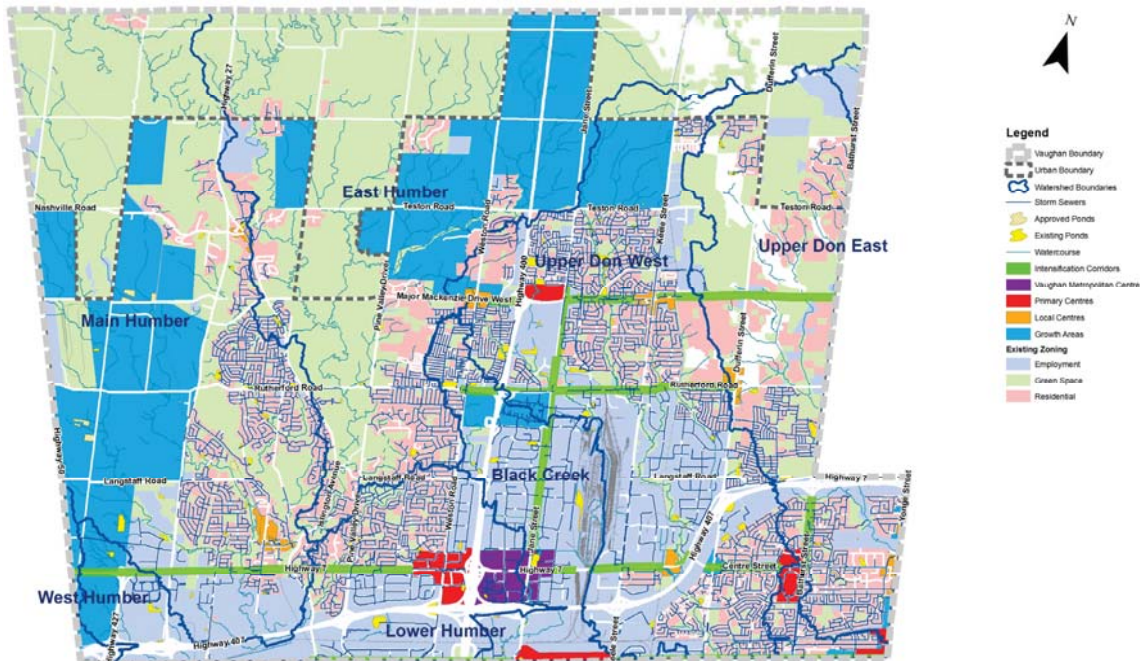 N
Legend
Vaughan Boundary
Urban Boundary
Watershed Boundaries
Storm Sewers
Approved Ponds
Existing Ponds
Watercourse
Intensification Corridors
Vaughan Metropolitan Centre
Primary Centres
Local Centres
Growth Areas
Existing Zoning
Employment
Green Space
Residential
Highway 27
Jane Street
Dufferin Street
Bathurst Street
East Humber
Nashville Road
Teston Road
Weston Road
Teston Road
Keele Street
Teston Road
Upper Don East
Upper Don West
Highway 400
Pine Valley Drive
Major Mackenzie Drive West
Main Humber
Dufferin Street
Rutherford Road
Rutherford Road
Highway 50
Black Creek
Langstaff Road
Langstaff Road
Langstaff Road
Highway 7
Islington Avenue
Pine Valley Drive
Weston Road
Jane Street
Highway 407
Yonge Street
Highway 7
Highway 7
Centre Street
Bathurst Street
West Humber
Lower Humber
Highway 427
Highway 407